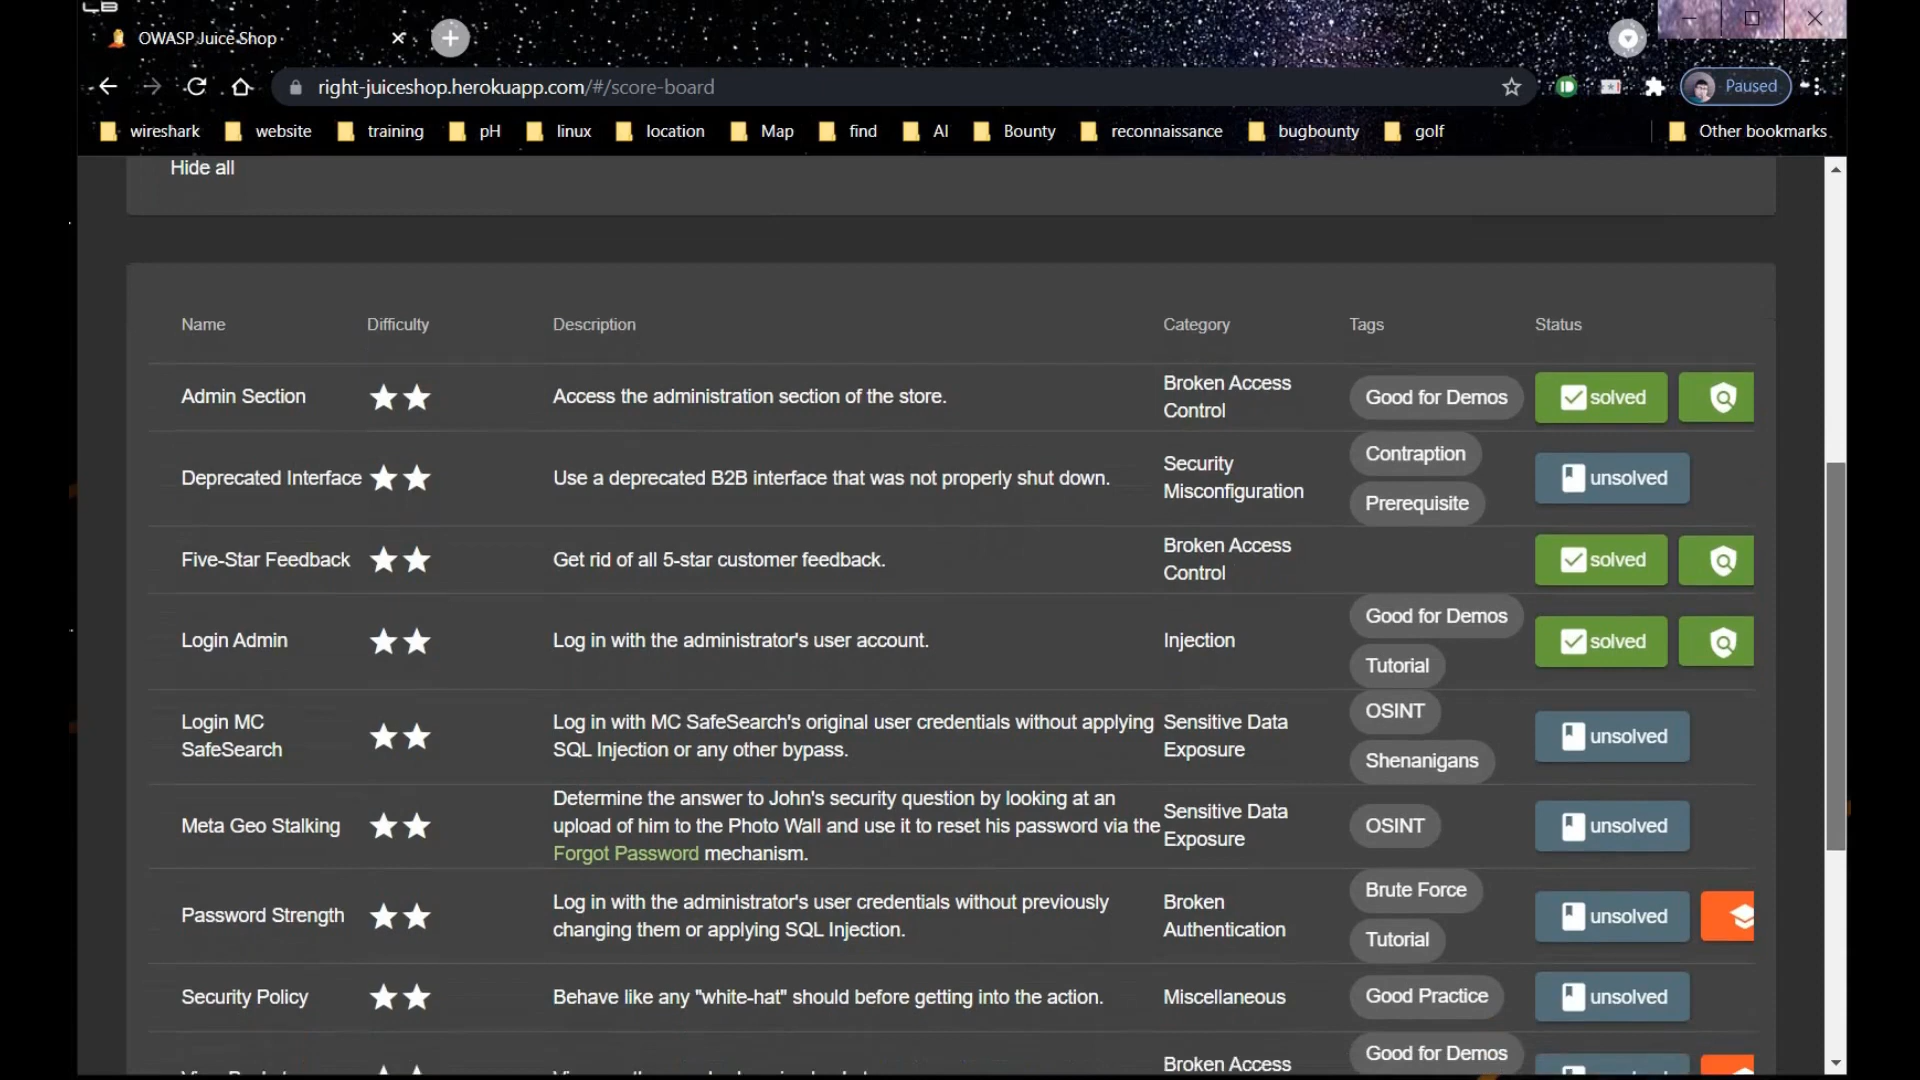 OWASP Juice Shop
right-juiceshop.herokuapp.com/#/score-board
Paused
wireshark website training pH linux location Map find AI Bounty reconnaissance bugbounty golf Other bookmarks
Hide all
Name Difficulty Description Category Tags Status
Admin Section Access the administration section of the store. Broken Access Control Good for Demos solved
Deprecated Interface Use a deprecated B2B interface that was not properly shut down. Security Misconfiguration Contraption Prerequisite unsolved
Five-Star Feedback Get rid of all 5-star customer feedback. Broken Access Control solved
Login Admin Log in with the administrator's user account. Injection Good for Demos Tutorial solved
Login MC SafeSearch
Log in with MC SafeSearch's original user credentials without applying
SQL Injection or any other bypass.
Sensitive Data Exposure
OSINT
Shenanigans
unsolved
Meta Geo Stalking
Determine the answer to John's security question by looking at an
upload of him to the Photo Wall and use it to reset his password via the
Forgot Password mechanism.
Sensitive Data Exposure
OSINT
unsolved
Password Strength
Log in with the administrator's user credentials without previously
changing them or applying SQL Injection.
Broken Authentication
Brute Force
Tutorial
unsolved
Security Policy Behave like any "white-hat" should before getting into the action. Miscellaneous Good Practice unsolved
Broken Access Good for Demos